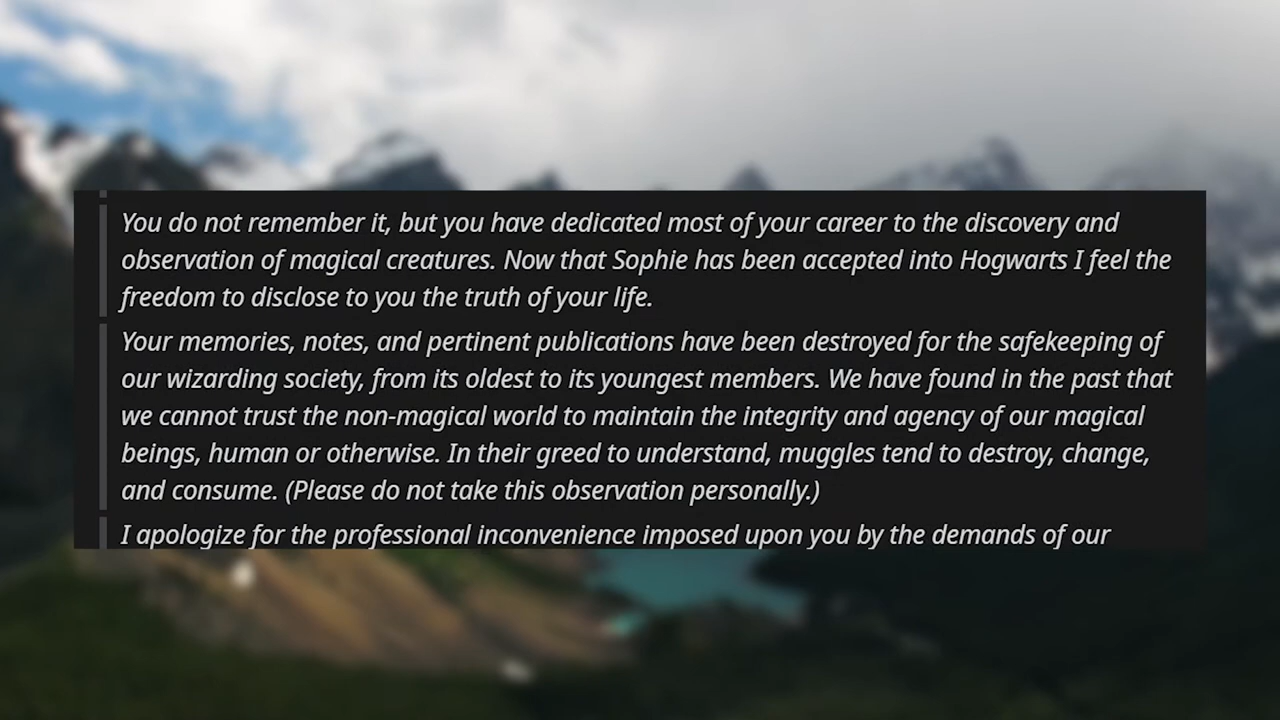 You do not remember it, but you have dedicated most of your career to the discovery and
observation of magical creatures. Now that Sophie has been accepted into Hogwarts I feel the
freedom to disclose to you the truth of your life.
Your memories, notes, and pertinent publications have been destroyed for the safekeeping of
our wizarding society, from its oldest to its youngest members. We have found in the past that
we cannot trust the non-magical world to maintain the integrity and agency of our magical
beings, human or otherwise. In their greed to understand, muggles tend to destroy, change,
and consume. (Please do not take this observation personally.)
I apologize for the professional inconvenience imposed upon you by the demands of our